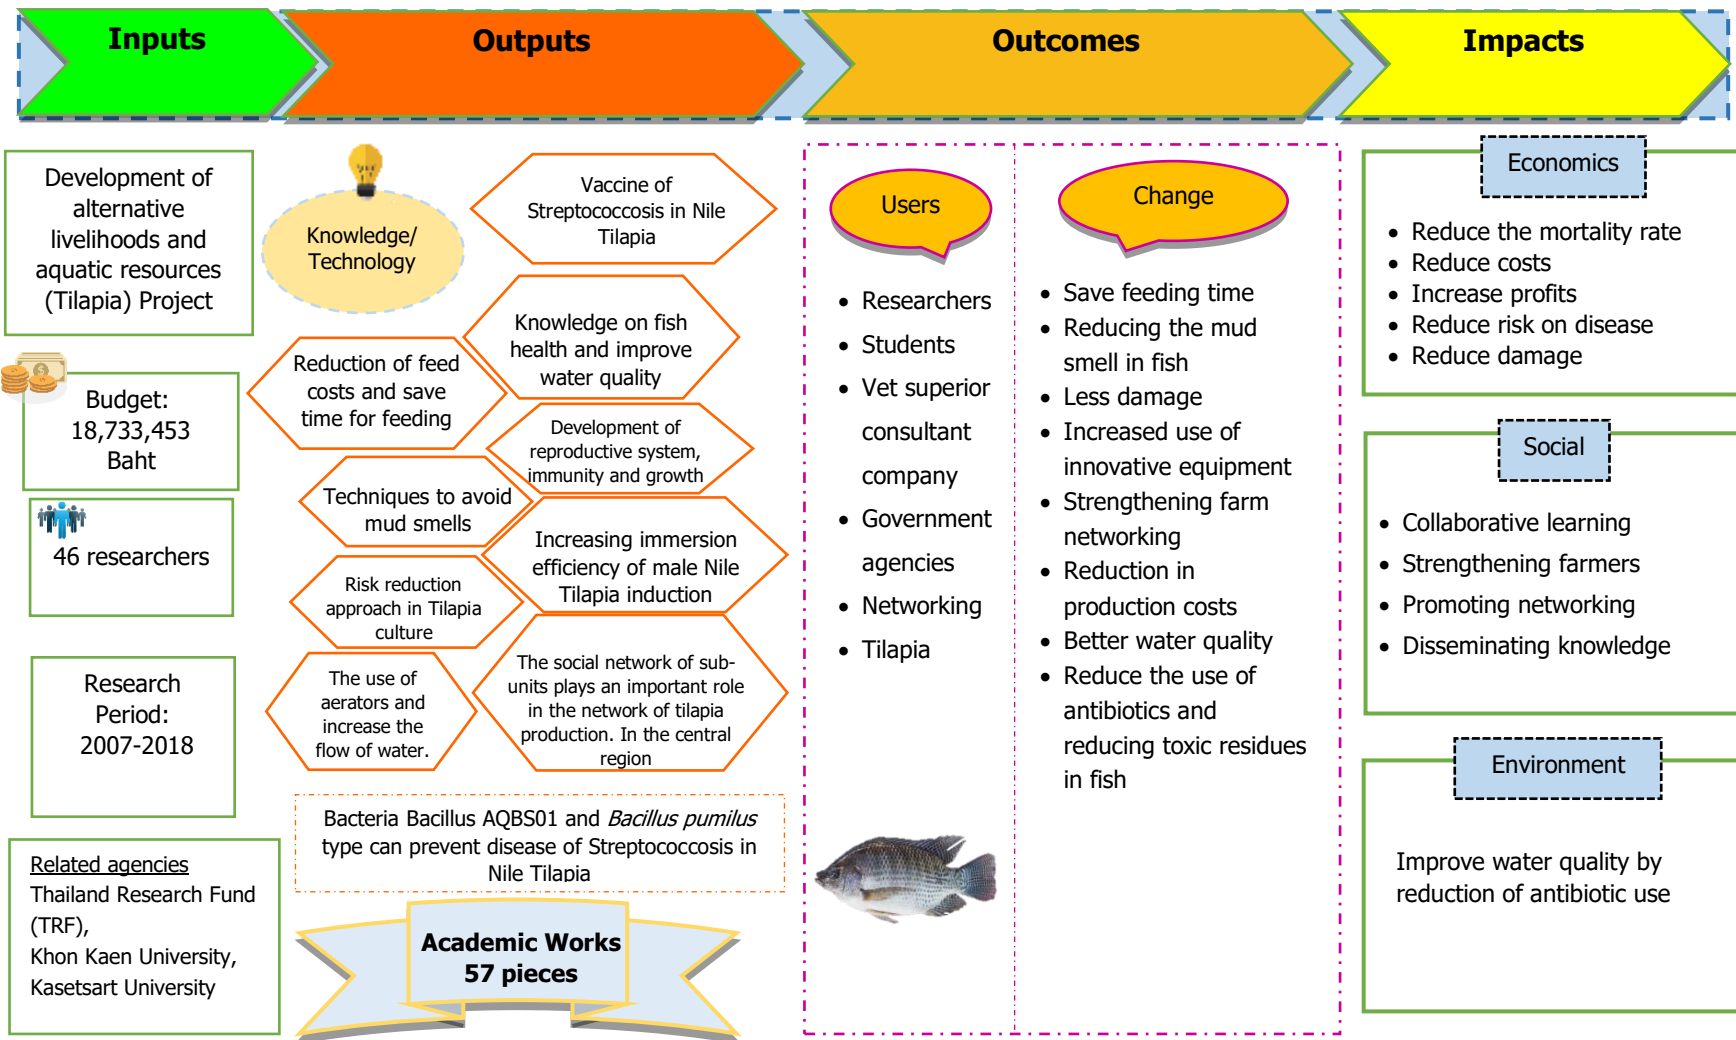 Inputs
Outputs
Outcomes
Impacts
Development of
alternative
livelihoods and
aquatic resources
(Tilapia) Project
Budget:
18,733,453
Baht
46 researchers
Research
Period:
2007-2018
Related agencies
Thailand Research Fund
(TRF),
Khon Kaen University,
Kasetsart University
Knowledge/
Technology
Vaccine of
Streptococcosis in Nile
Tilapia
Knowledge on fish
health and improve
water quality
Reduction of feed
costs and save
time for feeding
Development of
reproductive system,
immunity and growth
Techniques to avoid
mud smells
Increasing immersion
efficiency of male Nile
Tilapia induction
Risk reduction
approach in Tilapia
culture
The social network of sub-
units plays an important role
in the network of tilapia
production. In the central
region
The use of
aerators and
increase the
flow of water.
Bacteria Bacillus AQBS01 and Bacillus pumilus
type can prevent disease of Streptococcosis in
Nile Tilapia
Academic Works
57 pieces
Users
• Researchers
• Students
• Vet superior
consultant
company
• Government
agencies
• Networking
• Tilapia
Change
• Save feeding time
• Reducing the mud
smell in fish
• Less damage
• Increased use of
innovative equipment
• Strengthening farm
networking
• Reduction in
production costs
• Better water quality
• Reduce the use of
antibiotics and
reducing toxic residues
in fish
Economics
• Reduce the mortality rate
• Reduce costs
• Increase profits
• Reduce risk on disease
• Reduce damage
Social
• Collaborative learning
• Strengthening farmers
• Promoting networking
• Disseminating knowledge
Environment
Improve water quality by
reduction of antibiotic use